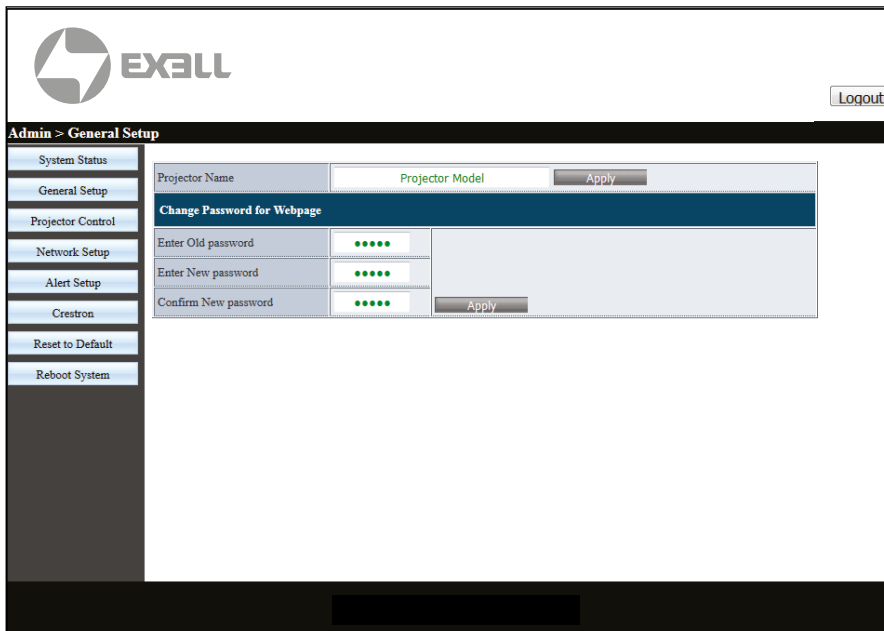 EXELL
Logout
Admin > General Setup
System Status
General Setup
Projector Control
Network Setup
Alert Setup
Crestron
Reset to Default
Reboot System
Projector Name Projector Model Apply
Change Password for Webpage
Enter Old password •••••
Enter New password •••••
Confirm New password ••••• Apply